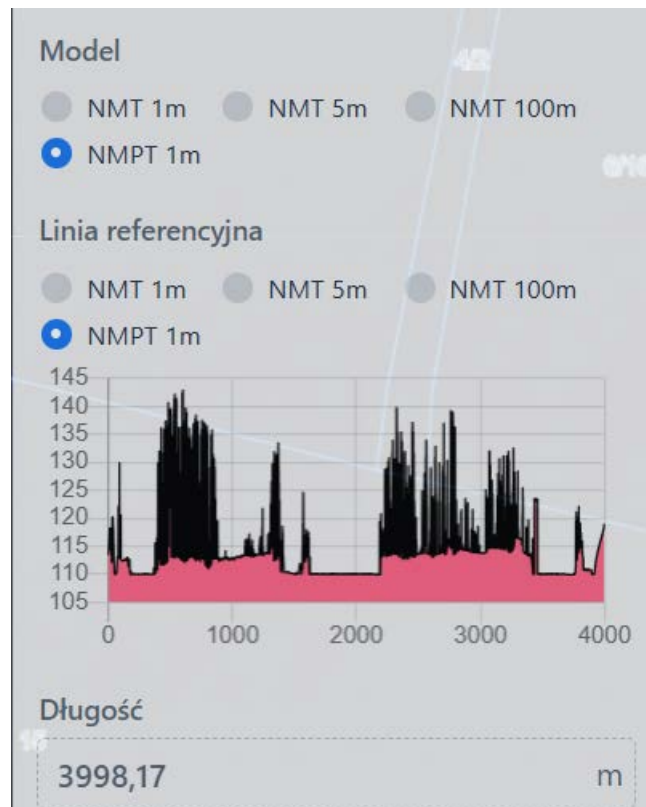 Model
NMT 1m NMT 5m NMT 100m
NMPT 1m
Linia referencyjna
NMT 1m NMT 5m NMT 100m
NMPT 1m
145
140
135
130
125
120
115
110
105
0 1000 2000 3000 4000
Długość
3998,17 m